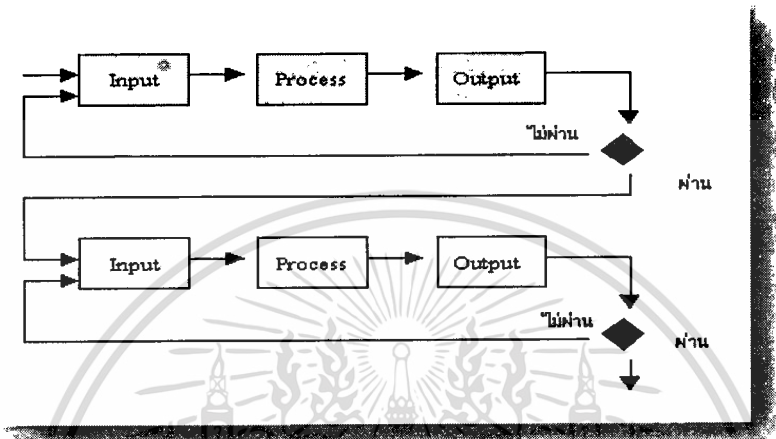 Input Process Output
ไม่ผ่าน
ผ่าน
Input Process Output
ไม่ผ่าน ผ่าน